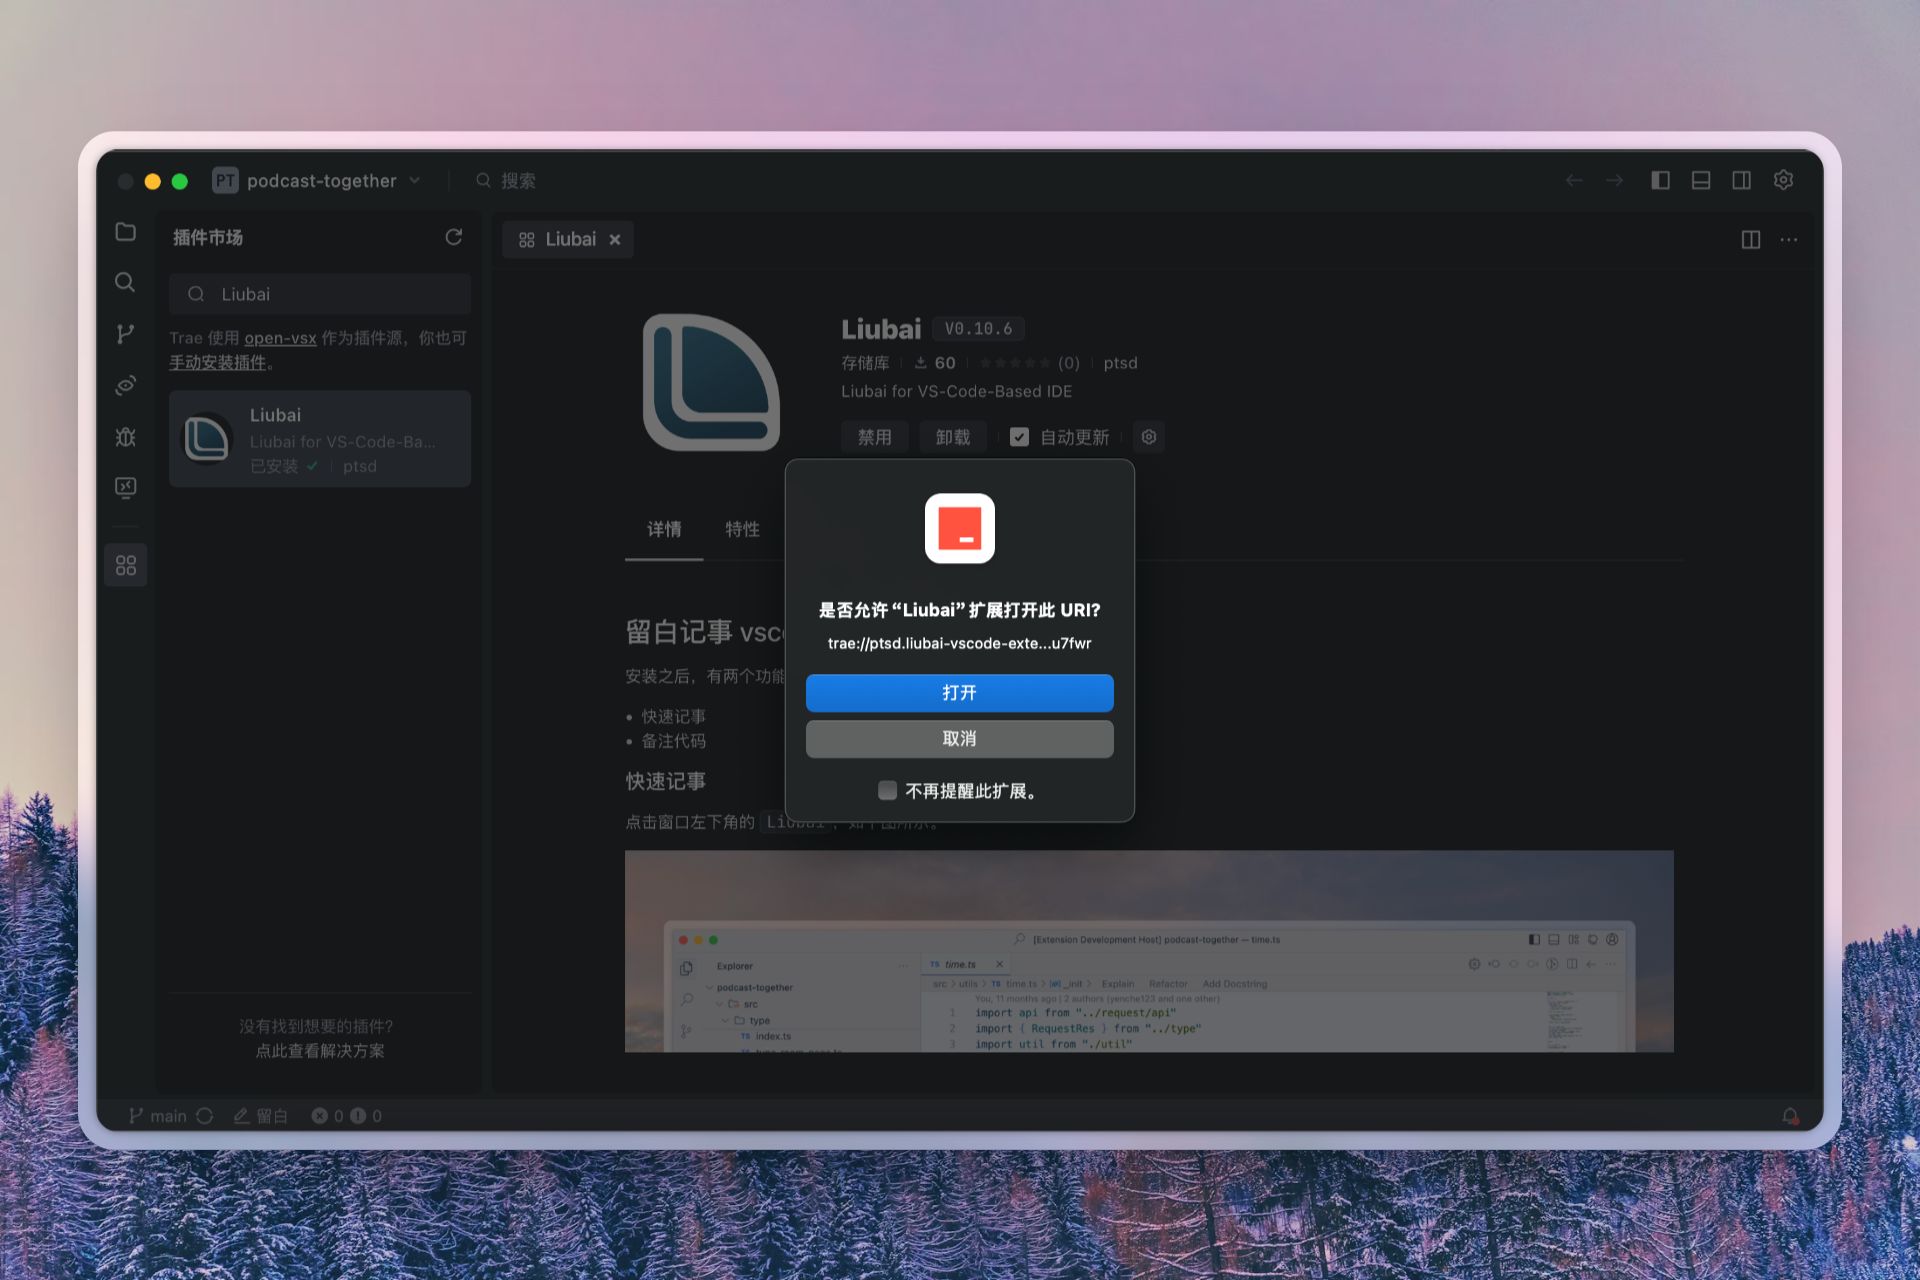 PT podcast-together
搜索
插件市场
Liubai
Trae 使用 open-vsx 作为插件源，你也可
手动安装插件。
Liubai
Liubai for VS-Code-Ba...
已安装 ptsd
没有找到想要的插件?
点此查看解决方案
Liubai
Liubai V0.10.6
存储库 60 (0) ptsd
Liubai for VS-Code-Based IDE
禁用 卸载 自动更新
详情 特性
留白记事
安装之后，有两个功能
快速记事
备注代码
快速记事
点击窗口左下角的 Liubai，如下图所示。
是否允许“Liubai”扩展打开此 URI?
trae://ptsd.liubai-vscode-exte...u7fwr
打开
取消
不再提醒此扩展。
[Extension Development Host] podcast-together — time.ts
Explorer
podcast-together
src
type
TS index.ts
TS time.ts
src > utils > TS time.ts > _init > Explain Refactor Add Docstring
You, 11 months ago | 2 authors (yenche123 and one other)
1 import api from "../request/api"
2 import { RequestRes } from "../type"
3 import util from "./util"
main 留白 0 0